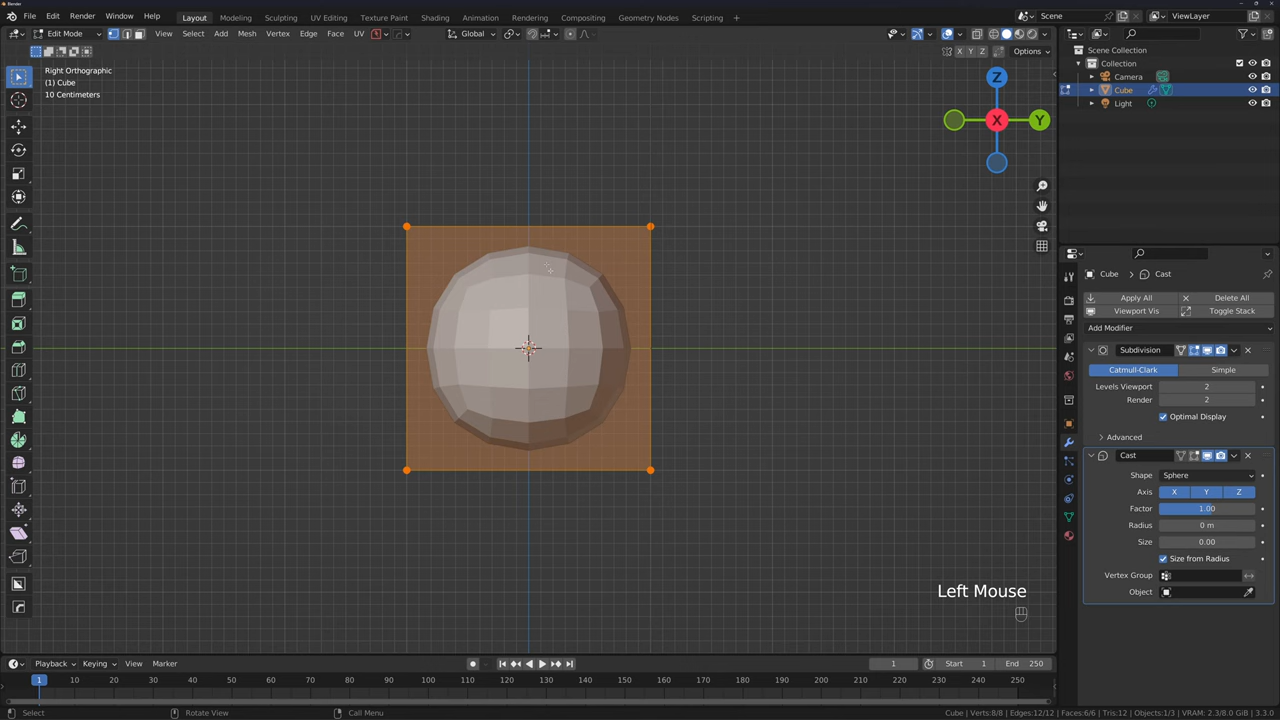 Blender
File Edit Render Window Help Layout Modeling Sculpting UV Editing Texture Paint Shading Animation Rendering Compositing Geometry Nodes Scripting + Scene ViewLayer
Edit Mode View Select Add Mesh Vertex Edge Face UV Global
X Y Z Options
Right Orthographic
(1) Cube
10 Centimeters
Z
X
Y
Scene Collection
Collection
Camera
Cube
Light
Cube > Cast
Apply All Delete All
Viewport Vis Toggle Stack
Add Modifier
Subdivision
Catmull-Clark Simple
Levels Viewport 2
Render 2
Optimal Display
Advanced
Cast
Shape Sphere
Axis X Y Z
Factor 1.00
Radius 0 m
Size 0.00
Size from Radius
Vertex Group
Object
Left Mouse
Playback Keying View Marker 1 Start 1 End 250
1 10 20 30 40 50 60 70 80 90 100 110 120 130 140 150 160 170 180 190 200 210 220 230 240 250
Select Rotate View Call Menu Cube | Verts:8/8 | Edges:12/12 | Faces:6/6 | Tris:12 | Objects:1/3 | VRAM: 2.3/8.0 GiB | 3.3.0